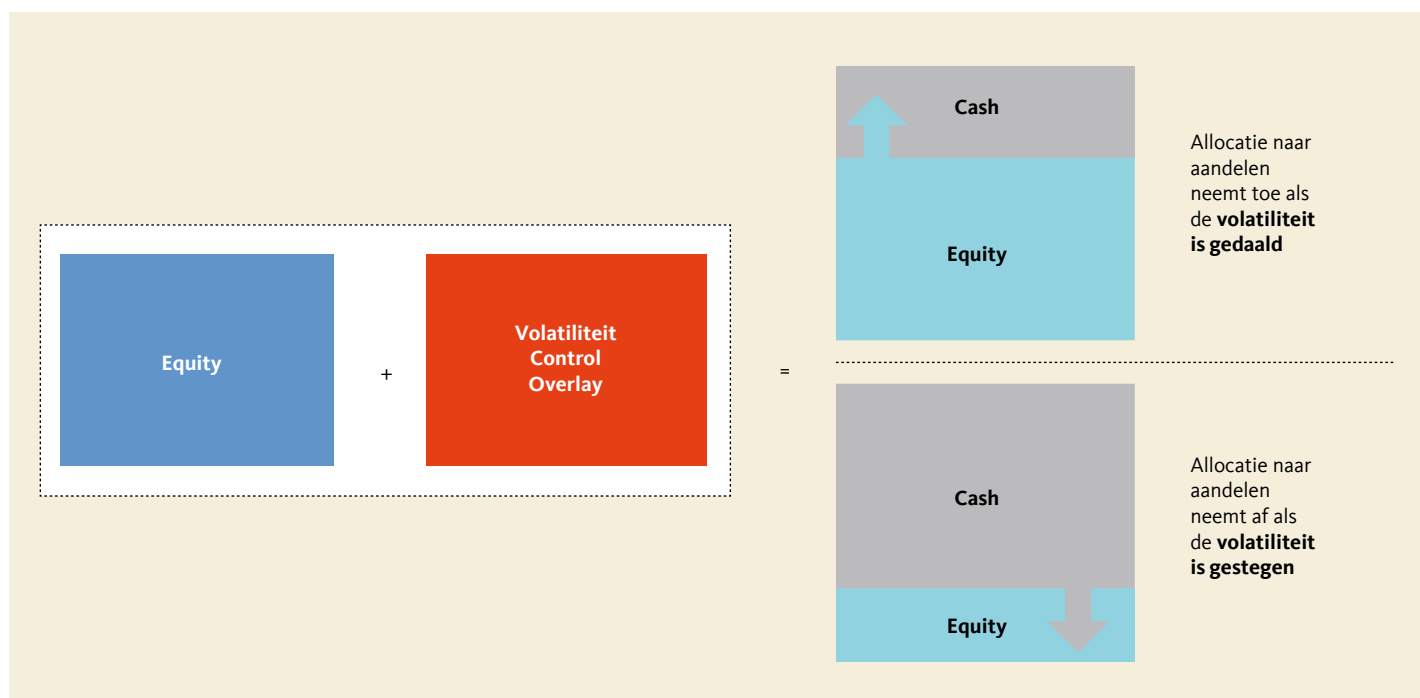 Equity
+
Volatiliteit
Control
Overlay
=
Cash
Equity
Allocatie naar
aandelen
neemt toe als
de volatiliteit
is gedaald
Cash
Equity
Allocatie naar
aandelen
neemt af als
de volatiliteit
is gestegen